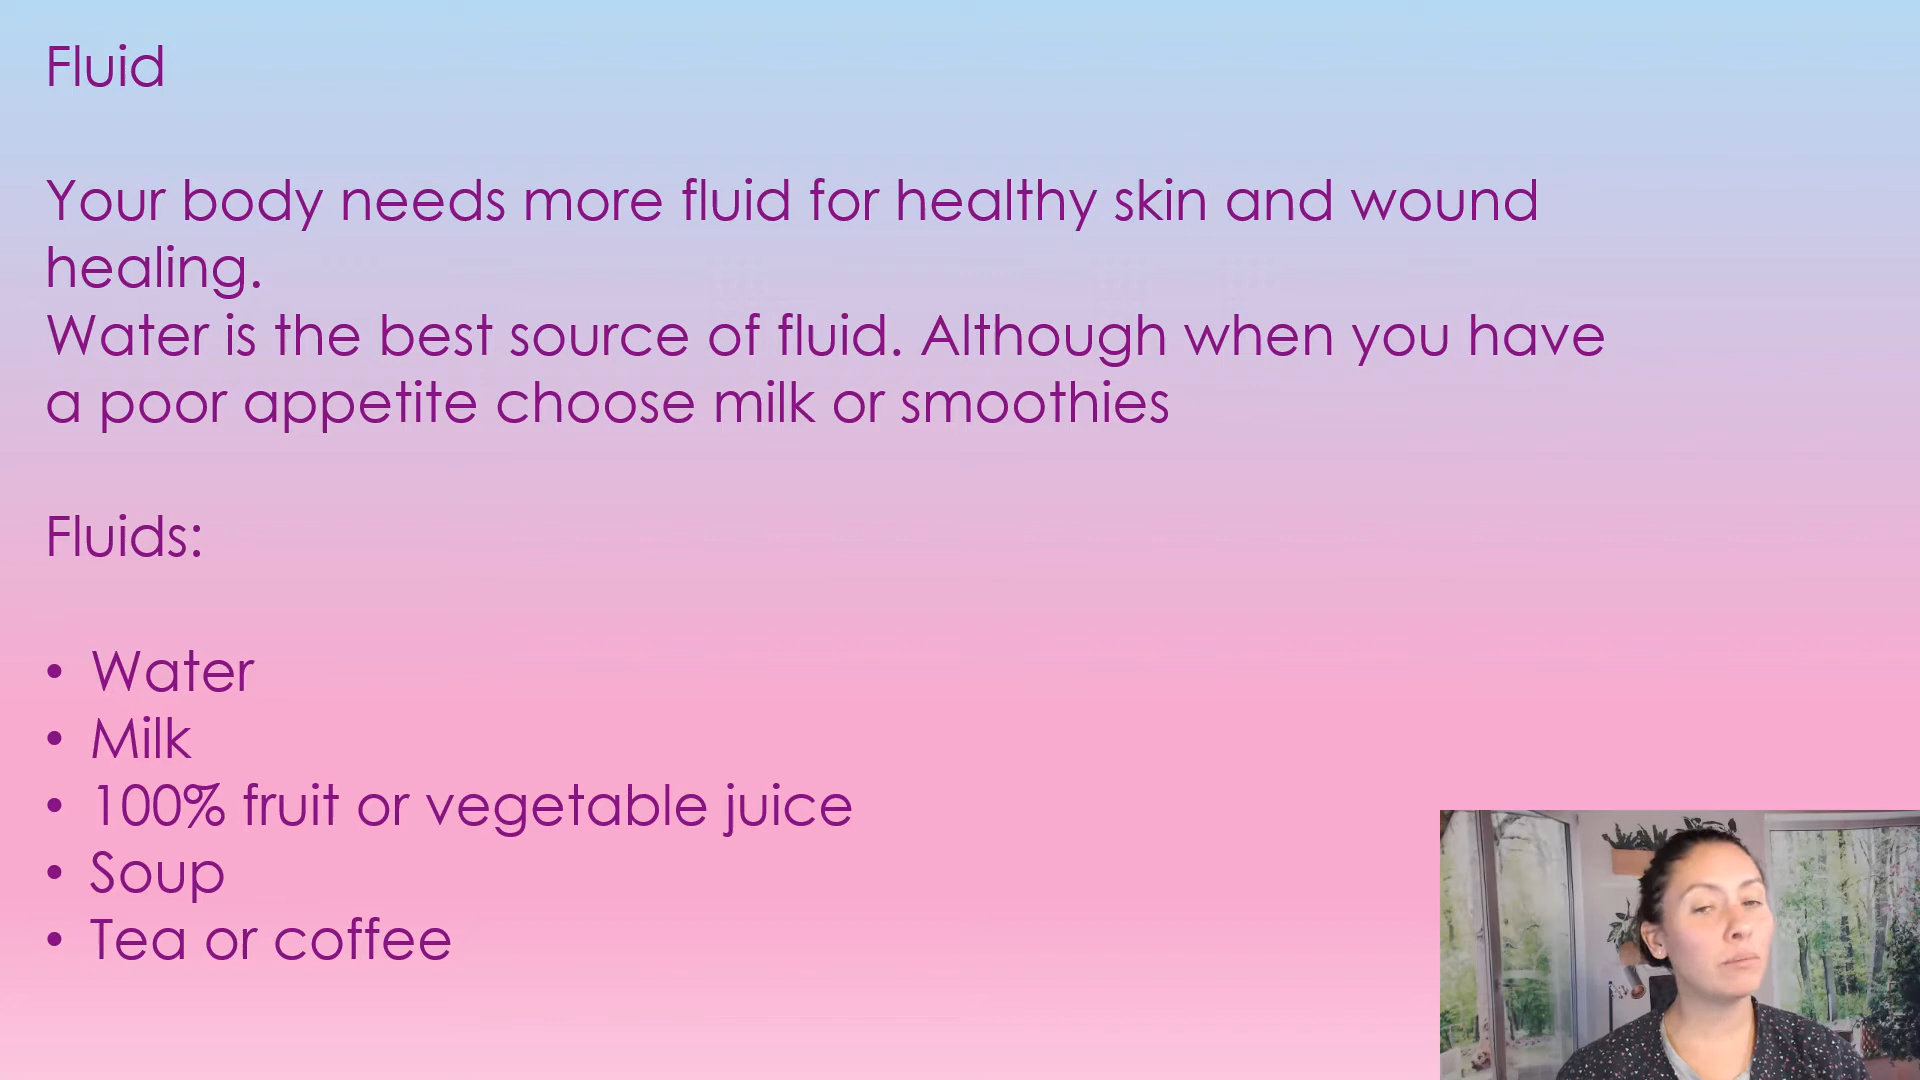 Fluid
Your body needs more fluid for healthy skin and wound
healing.
Water is the best source of fluid. Although when you have
a poor appetite choose milk or smoothies
Fluids:
• Water
• Milk
• 100% fruit or vegetable juice
• Soup
• Tea or coffee